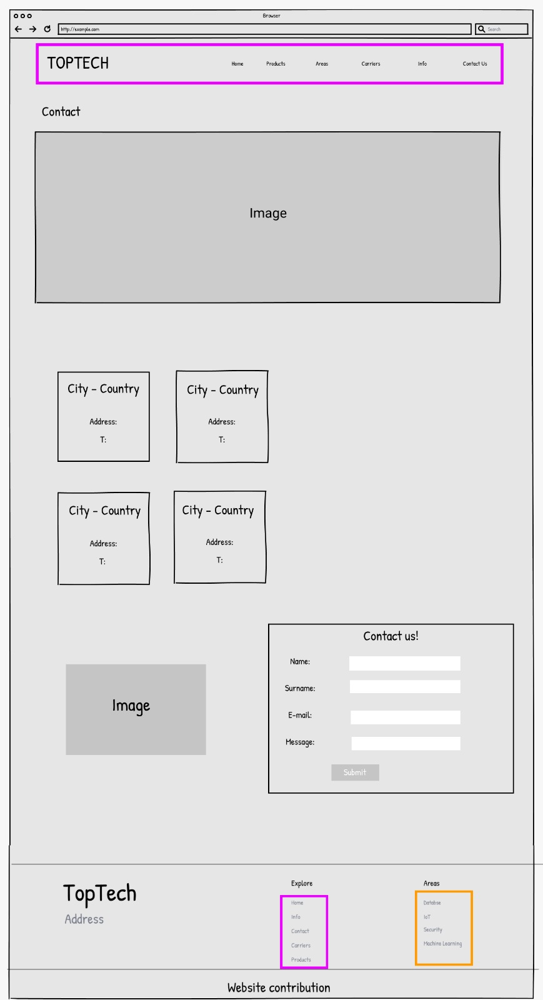 Browser
http://example.com
Search
TOPTECH
Home Products Areas Carriers Info Contact Us
Contact
Image
City - Country City - Country
Address: Address:
T: T:
City - Country City - Country
Address: Address:
T: T:
Image
Contact us!
Name:
Surname:
E-mail:
Message:
Submit
TopTech
Address
Explore
Home
Info
Contact
Carriers
Products
Areas
Databse
IoT
Security
Machine Learning
Website contribution